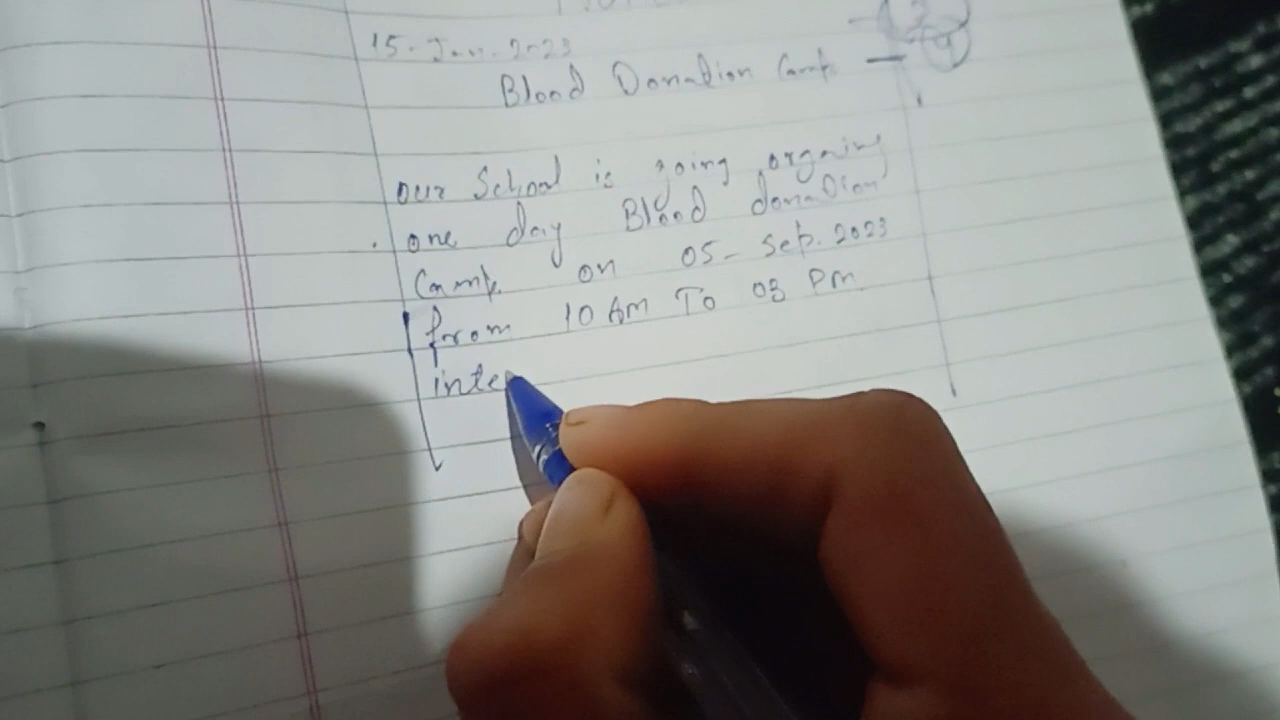 15-Jan.2023
Blood Donation Camp
our School is going
one day Blood donation
Camp. on 05-Sep.2023
from 10 Am To 03 Pm
inte